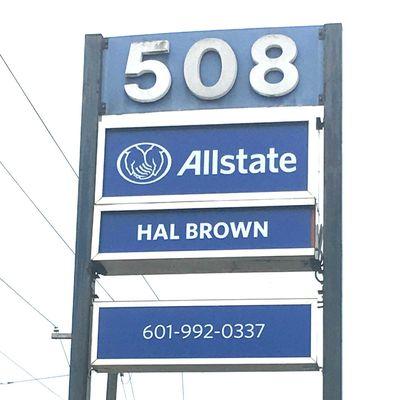 508
Allstate
HAL BROWN
601-992-0337